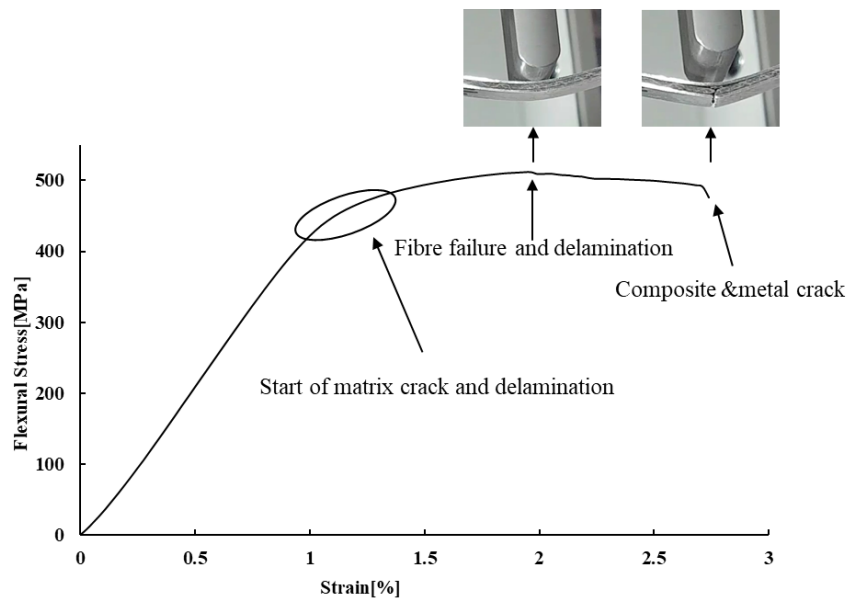 500
Fibre failure and delamination
400
Composite &metal crack
300
Start of matrix crack and delamination
200
100
0
Flexural Stress[MPa]
0 0.5 1 1.5 2 2.5 3
Strain[%]